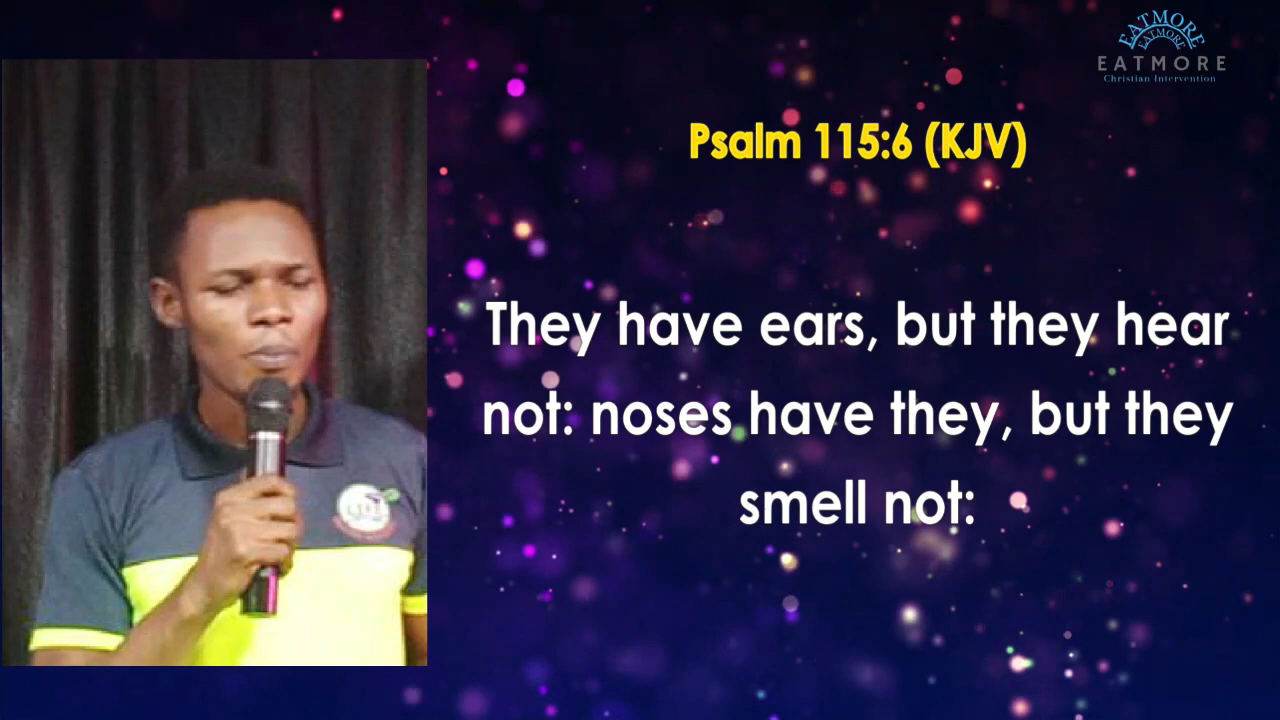 EATMORE
EATMORE
EATMORE
Christian Intervention
Psalm 115:6 (KJV)
They have ears, but they hear
not: noses have they, but they
smell not: